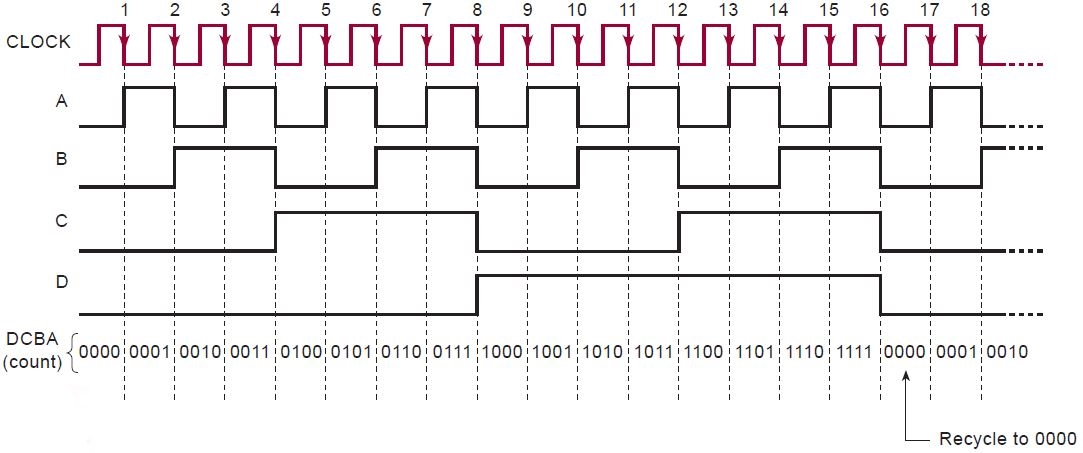 1 2 3 4 5 6 7 8 9 10 11 12 13 14 15 16 17 18
CLOCK
A
B
C
D
DCBA
(count)
0000 0001 0010 0011 0100 0101 0110 0111 1000 1001 1010 1011 1100 1101 1110 1111 0000 0001 0010
Recycle to 0000